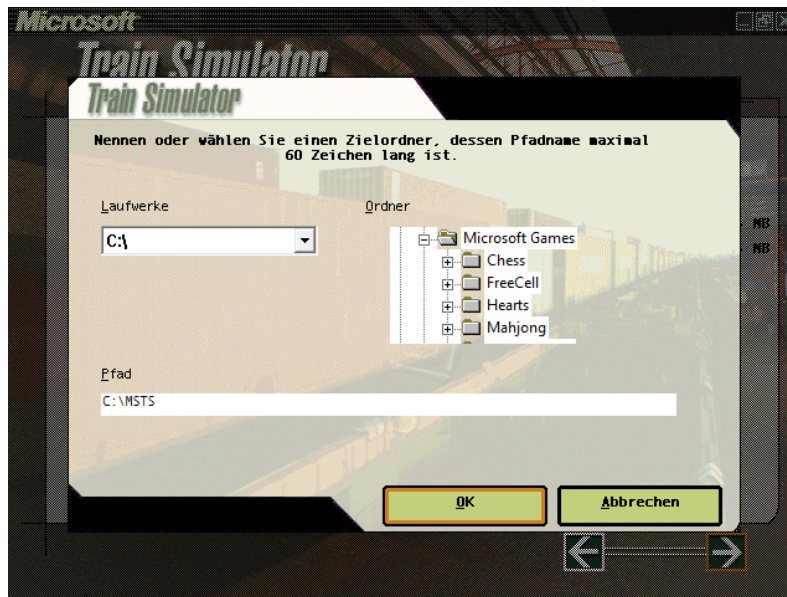 Microsoft
Train Simulator
Train Simulator
Nennen oder wählen Sie einen Zielordner, dessen Pfadname maximal
60 Zeichen lang ist.
Laufwerke
Ordner
C:\
Microsoft Games
Chess
FreeCell
Hearts
Mahjong
MB
MB
Pfad
C:\MSTS
OK
Abbrechen